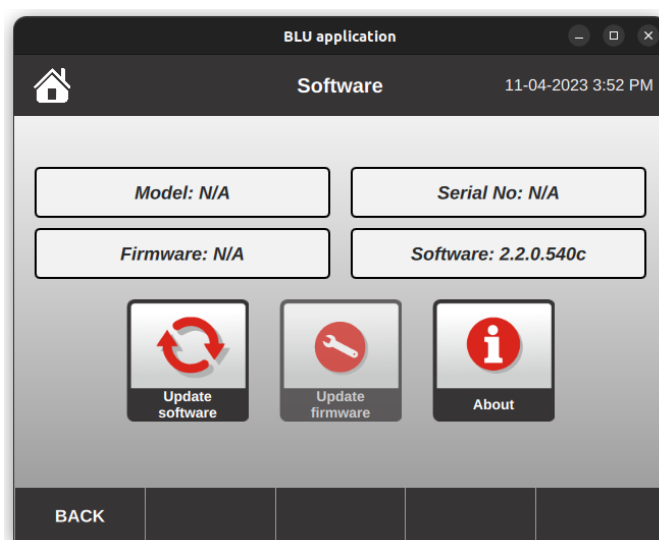 BLU application
Software
11-04-2023 3:52 PM
Model: N/A
Serial No: N/A
Firmware: N/A
Software: 2.2.0.540c
Update
software
Update
firmware
About
BACK